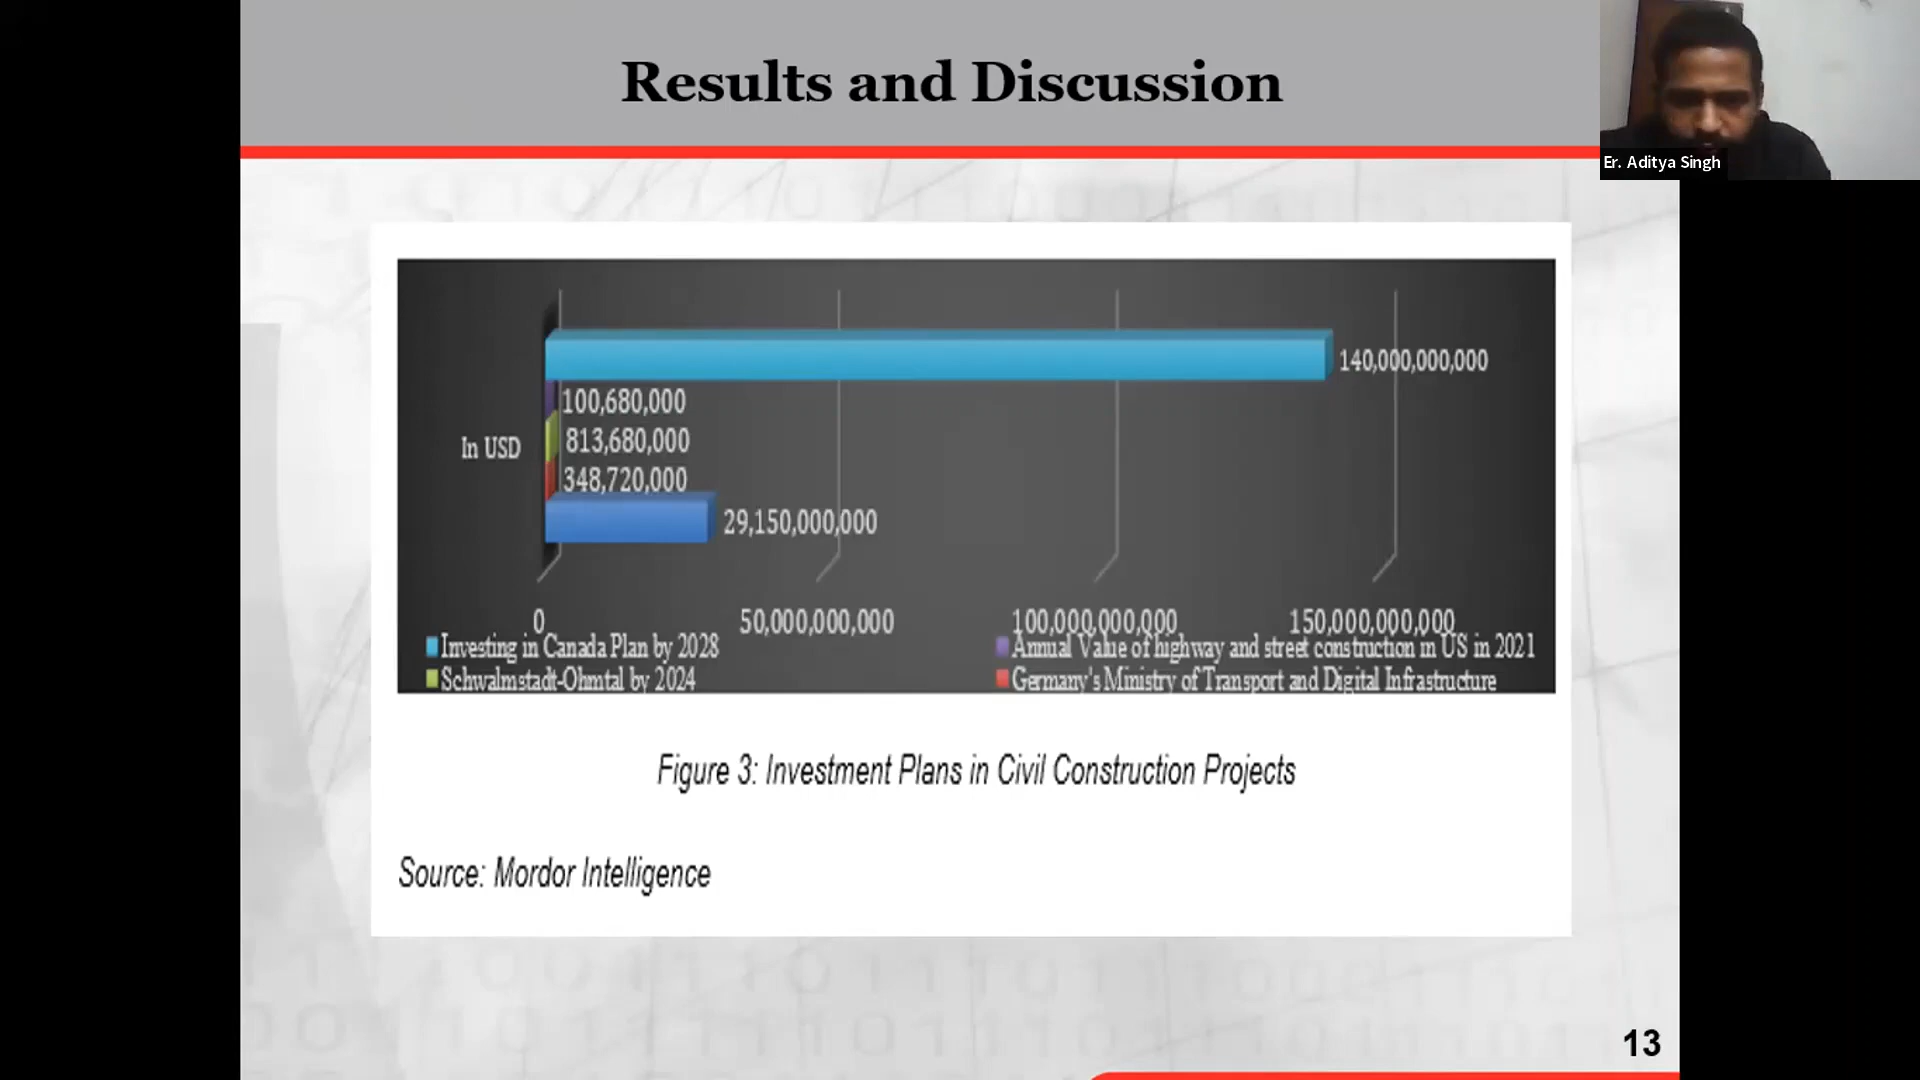 Results and Discussion
Er. Aditya Singh
140,000,000,000
100,680,000
813,680,000
In USD
348,720,000
29,150,000,000
0
50,000,000,000
100,000,000,000
150,000,000,000
Investing in Canada Plan by 2028
Annual Value of highway and street construction in US in 2021
Schwalmstadt-Ohmtal by 2024
Germany's Ministry of Transport and Digital Infrastructure
Figure 3: Investment Plans in Civil Construction Projects
Source: Mordor Intelligence
13